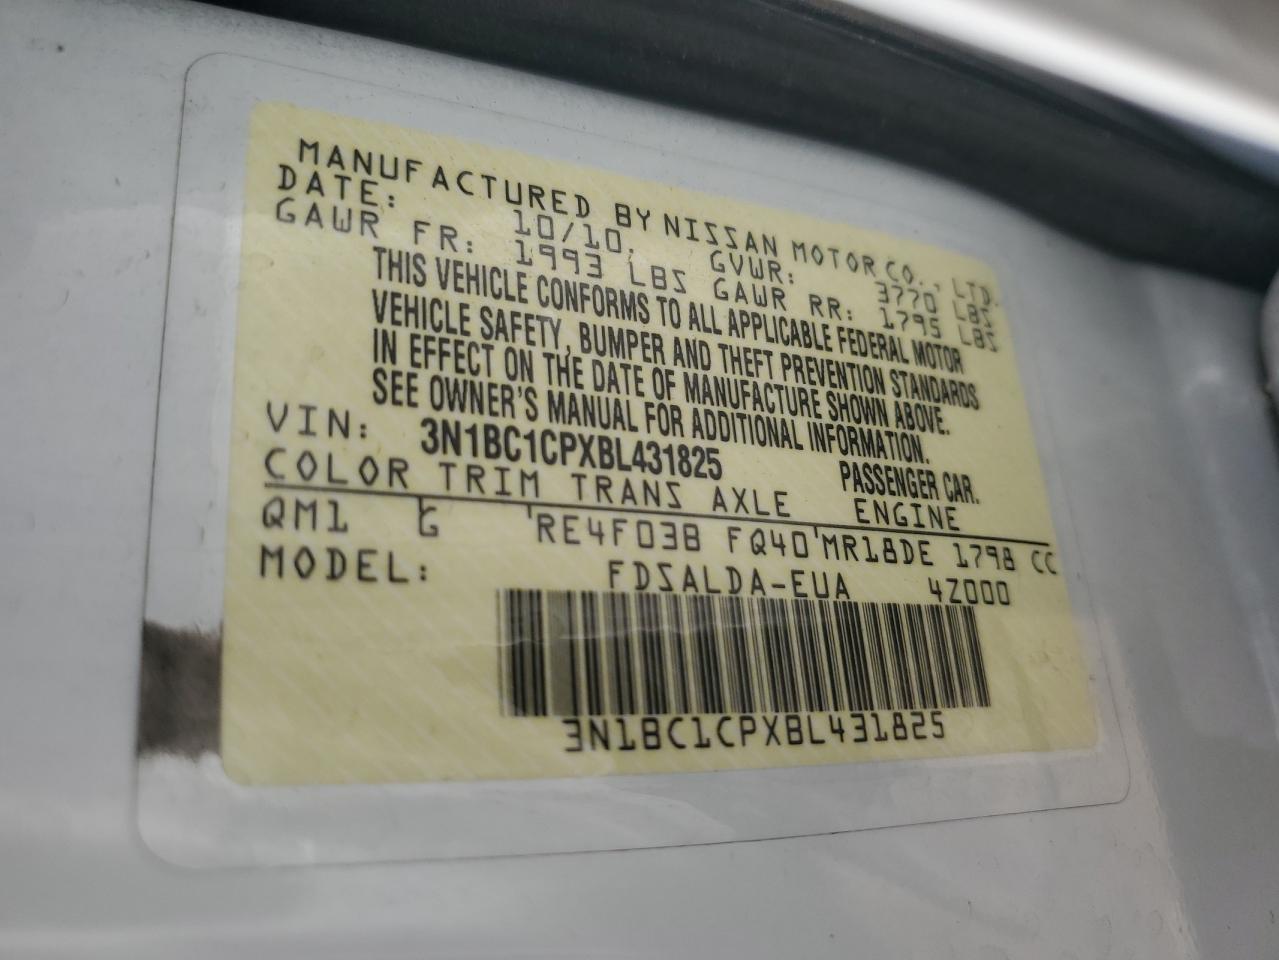 MANUFACTURED BY NISSAN MOTOR CO., LTD.
DATE: 10/10. GVWR: 3770 LBS
GAWR FR: 1993 LBS GAWR RR: 1795 LBS
THIS VEHICLE CONFORMS TO ALL APPLICABLE FEDERAL MOTOR
VEHICLE SAFETY, BUMPER AND THEFT PREVENTION STANDARDS
IN EFFECT ON THE DATE OF MANUFACTURE SHOWN ABOVE.
SEE OWNER'S MANUAL FOR ADDITIONAL INFORMATION.
VIN: 3N1BC1CPXBL431825 PASSENGER CAR.
COLOR TRIM TRANS AXLE ENGINE
QM1 G RE4F03B FQ40 MR18DE 1798 CC
MODEL: FDSALDA-EUA 4Z000
3N1BC1CPXBL431825